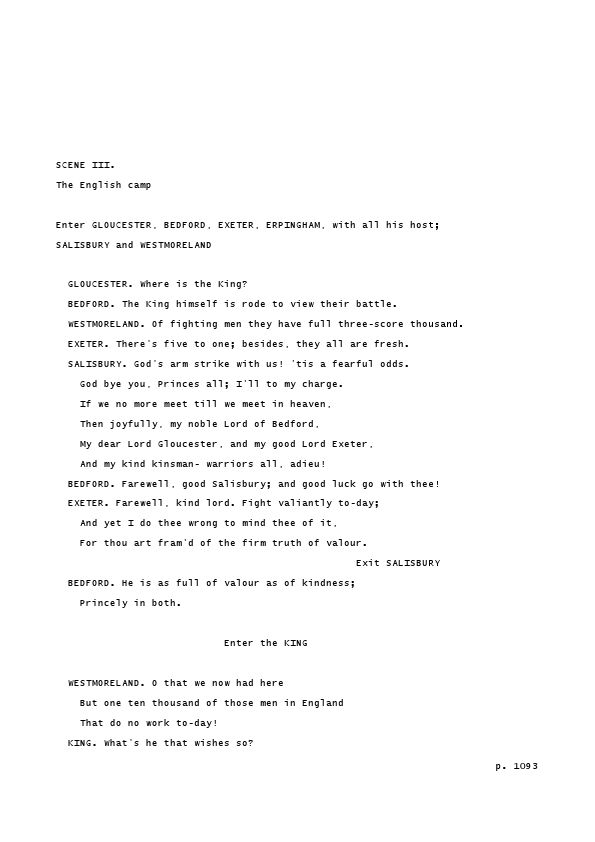 SCENE III.
The English camp
Enter GLOUCESTER, BEDFORD, EXETER, ERPINGHAM, with all his host;
SALISBURY and WESTMORELAND
GLOUCESTER. Where is the King?
BEDFORD. The King himself is rode to view their battle.
WESTMORELAND. Of fighting men they have full three-score thousand.
EXETER. There's five to one; besides, they all are fresh.
SALISBURY. God's arm strike with us! 'tis a fearful odds.
God bye you, Princes all; I'll to my charge.
If we no more meet till we meet in heaven,
Then joyfully, my noble Lord of Bedford,
My dear Lord Gloucester, and my good Lord Exeter,
And my kind kinsman- warriors all, adieu!
BEDFORD. Farewell, good Salisbury; and good luck go with thee!
EXETER. Farewell, kind lord. Fight valiantly to-day;
And yet I do thee wrong to mind thee of it,
For thou art fram'd of the firm truth of valour.
Exit SALISBURY
BEDFORD. He is as full of valour as of kindness;
Princely in both.
Enter the KING
WESTMORELAND. O that we now had here
But one ten thousand of those men in England
That do no work to-day!
KING. What's he that wishes so?
p. 1093